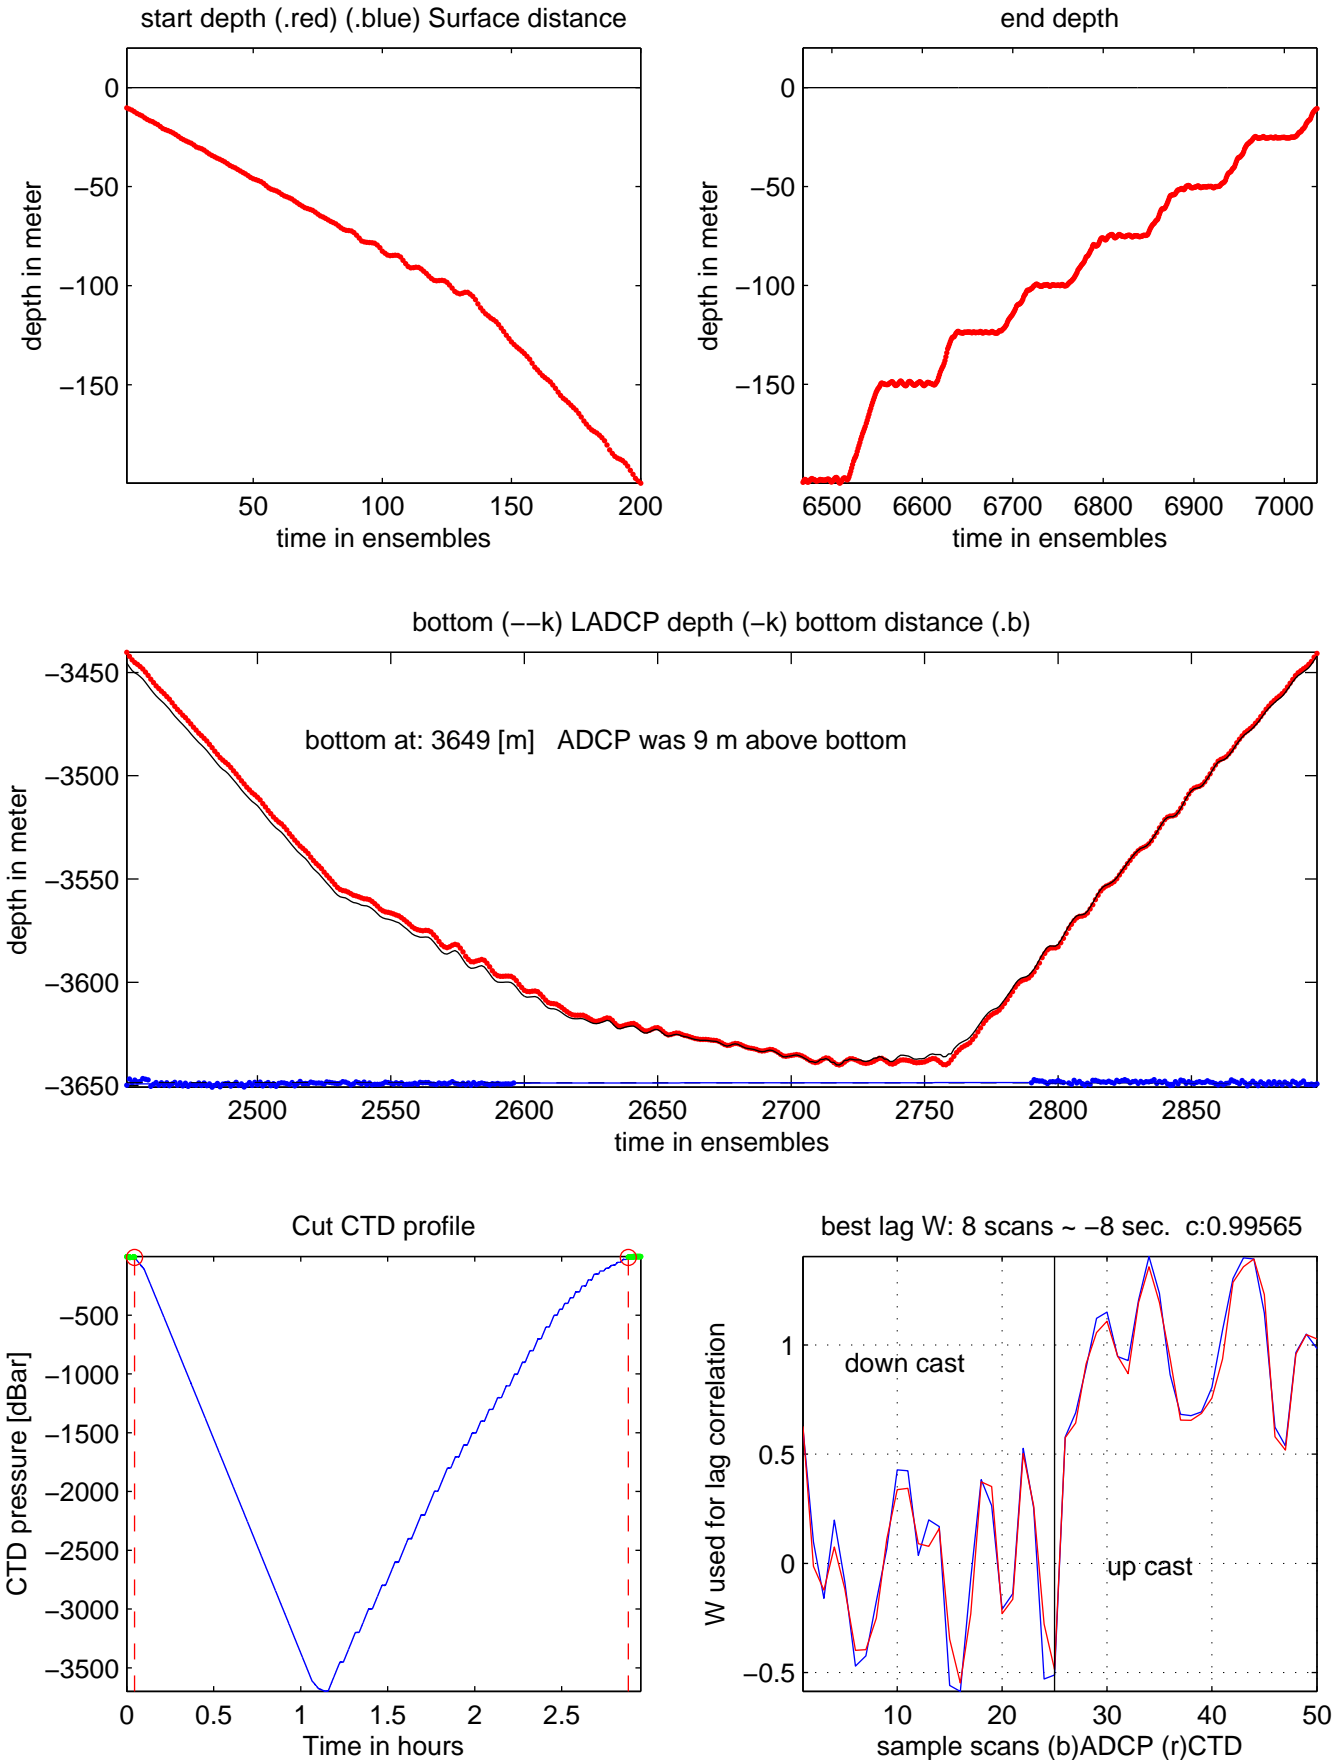 start depth (.red) (.blue) Surface distance
0
−50
−100
−150
depth in meter
50 100 150 200
time in ensembles
end depth
0
−50
−100
−150
depth in meter
6500 6600 6700 6800 6900 7000
time in ensembles
bottom (−−k) LADCP depth (−k) bottom distance (.b)
−3450
−3500
−3550
−3600
−3650
depth in meter
bottom at: 3649 [m] ADCP was 9 m above bottom
2500 2550 2600 2650 2700 2750 2800 2850
time in ensembles
Cut CTD profile
−500
−1000
−1500
−2000
−2500
−3000
−3500
CTD pressure [dBar]
0 0.5 1 1.5 2 2.5
Time in hours
best lag W: 8 scans ~ −8 sec. c:0.99565
1
0.5
0
−0.5
W used for lag correlation
down cast
up cast
10 20 30 40 50
sample scans (b)ADCP (r)CTD